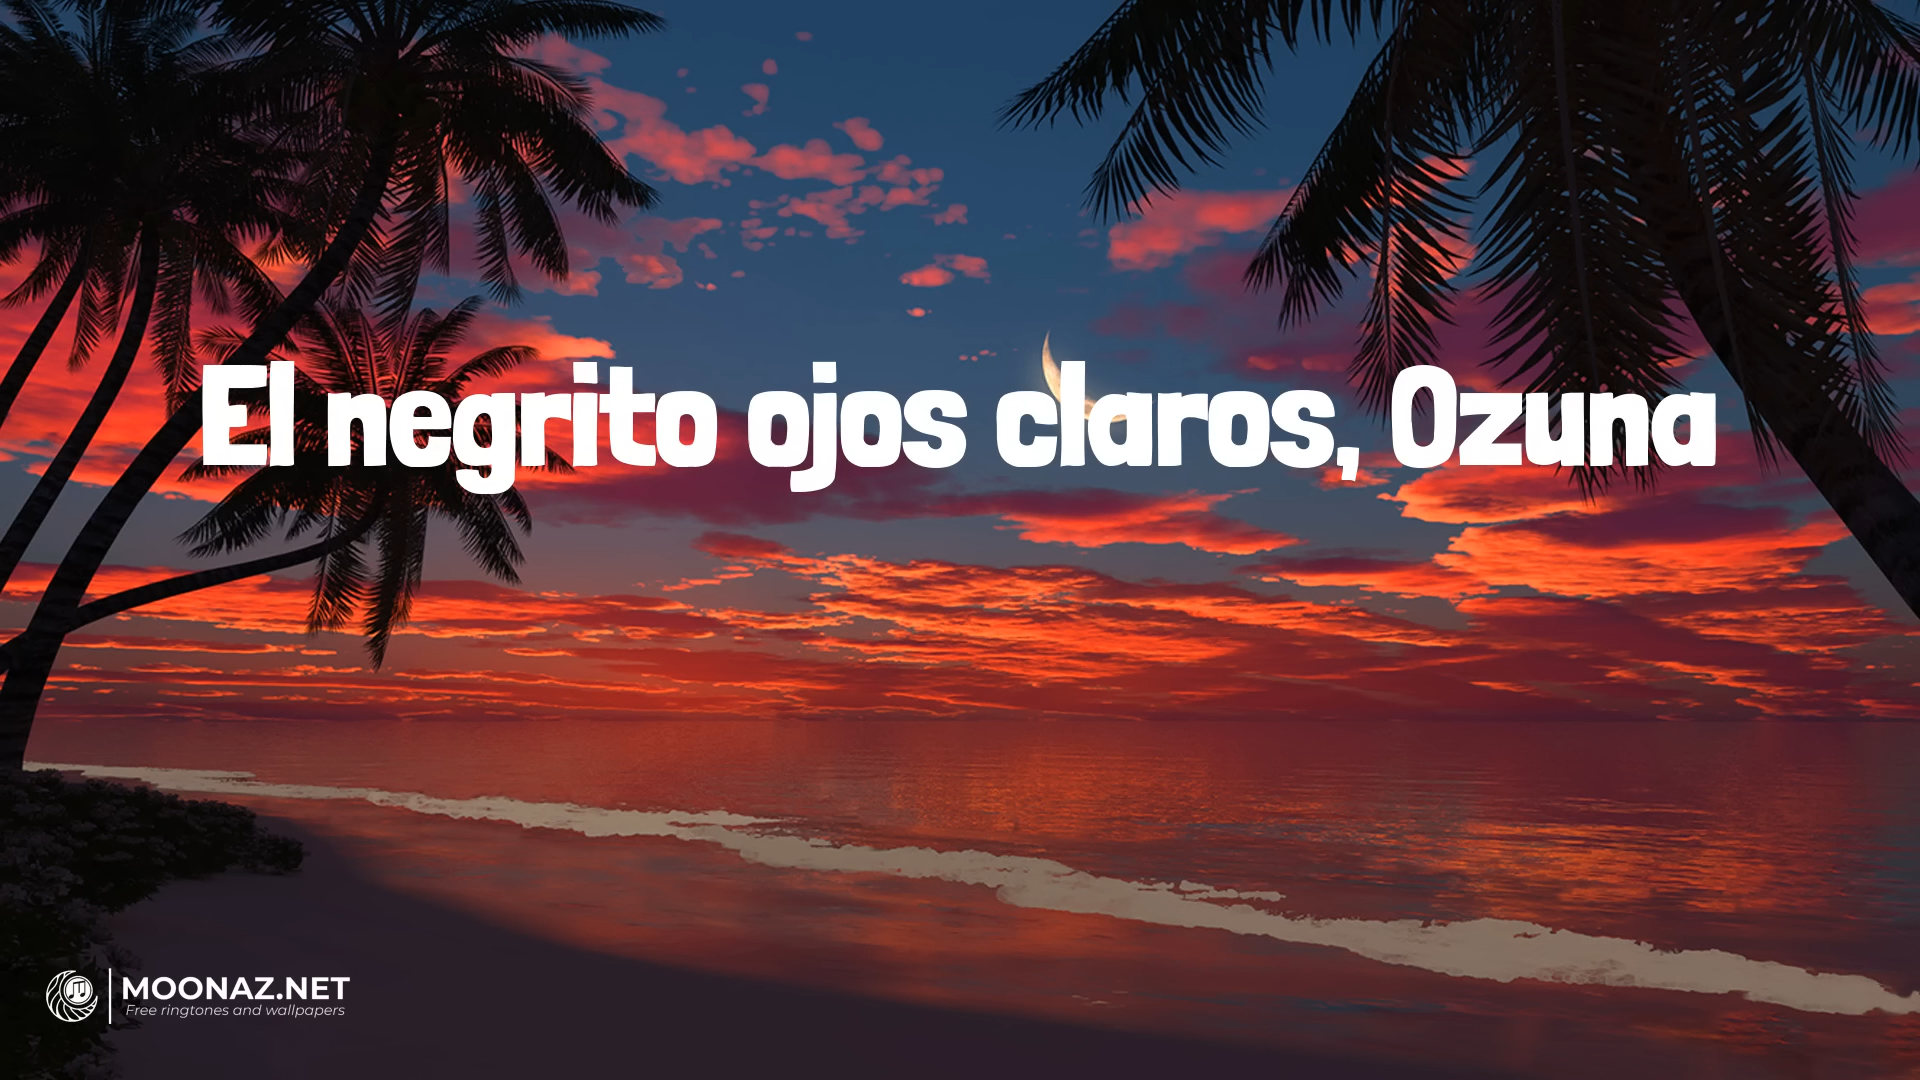 El negrito ojos claros, Ozuna
MOONAZ.NET
Free ringtones and wallpapers